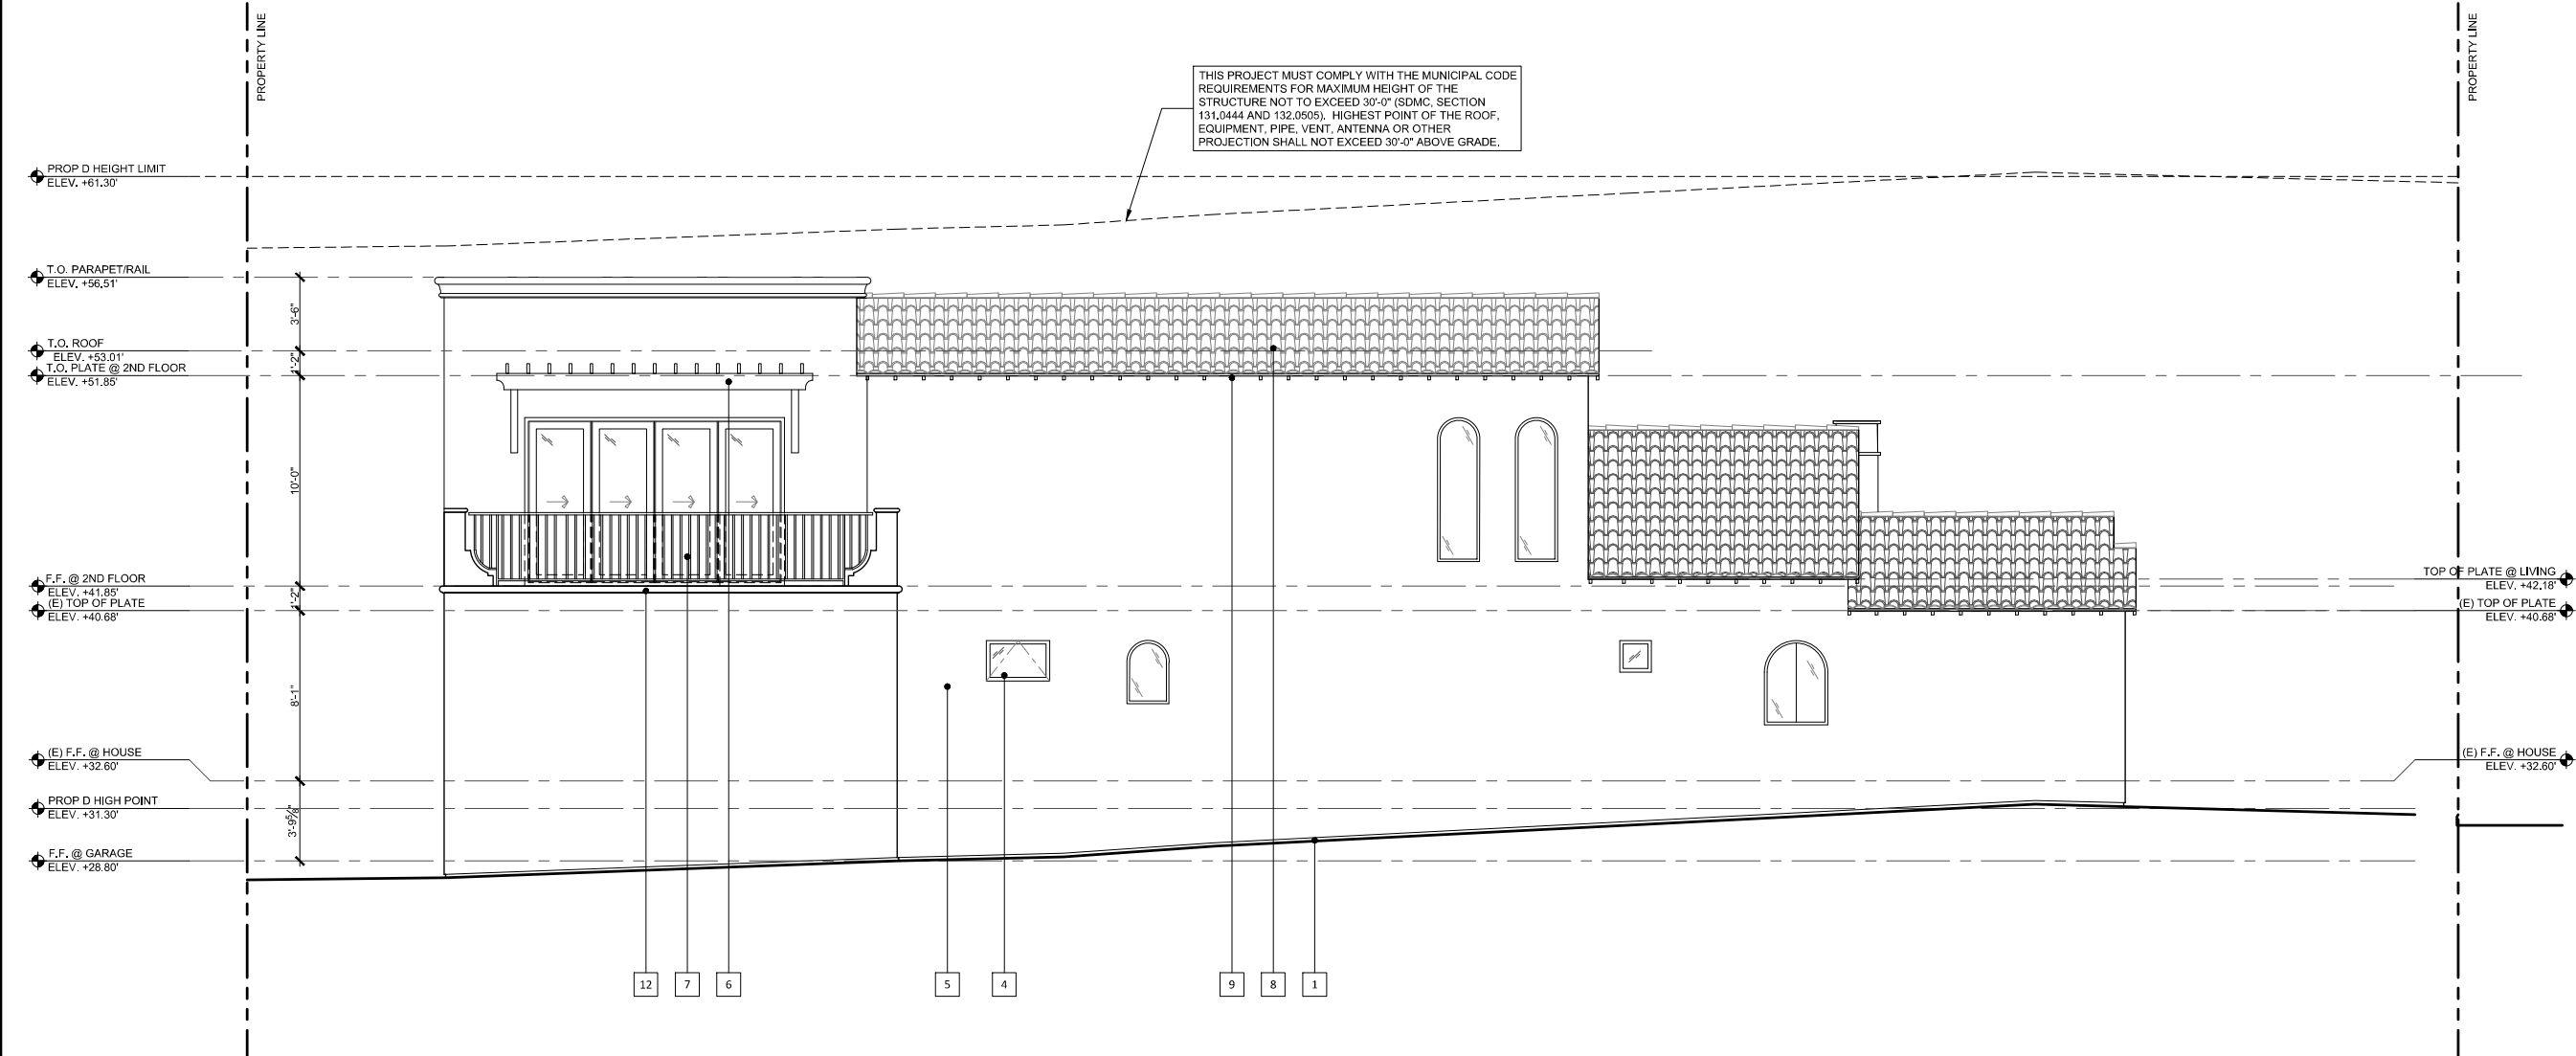 PROPERTY LINE
PROPERTY LINE
THIS PROJECT MUST COMPLY WITH THE MUNICIPAL CODE
REQUIREMENTS FOR MAXIMUM HEIGHT OF THE
STRUCTURE NOT TO EXCEED 30'-0" (SDMC, SECTION
131.0444 AND 132.0505). HIGHEST POINT OF THE ROOF,
EQUIPMENT, PIPE, VENT, ANTENNA OR OTHER
PROJECTION SHALL NOT EXCEED 30'-0" ABOVE GRADE.
PROP D HEIGHT LIMIT
ELEV. +61.30'
T.O. PARAPET/RAIL
ELEV. +56.51'
3'-6"
T.O. ROOF
ELEV. +53.01'
1'-2"
T.O. PLATE @ 2ND FLOOR
ELEV. +51.85'
10'-0"
F.F. @ 2ND FLOOR
ELEV. +41.85'
1'-2"
(E) TOP OF PLATE
ELEV. +40.68'
8'-1"
(E) F.F. @ HOUSE
ELEV. +32.60'
PROP D HIGH POINT
ELEV. +31.30'
3'-9⅝"
F.F. @ GARAGE
ELEV. +28.80'
TOP OF PLATE @ LIVING
ELEV. +42.18'
(E) TOP OF PLATE
ELEV. +40.68'
(E) F.F. @ HOUSE
ELEV. +32.60'
12
7
6
5
4
9
8
1